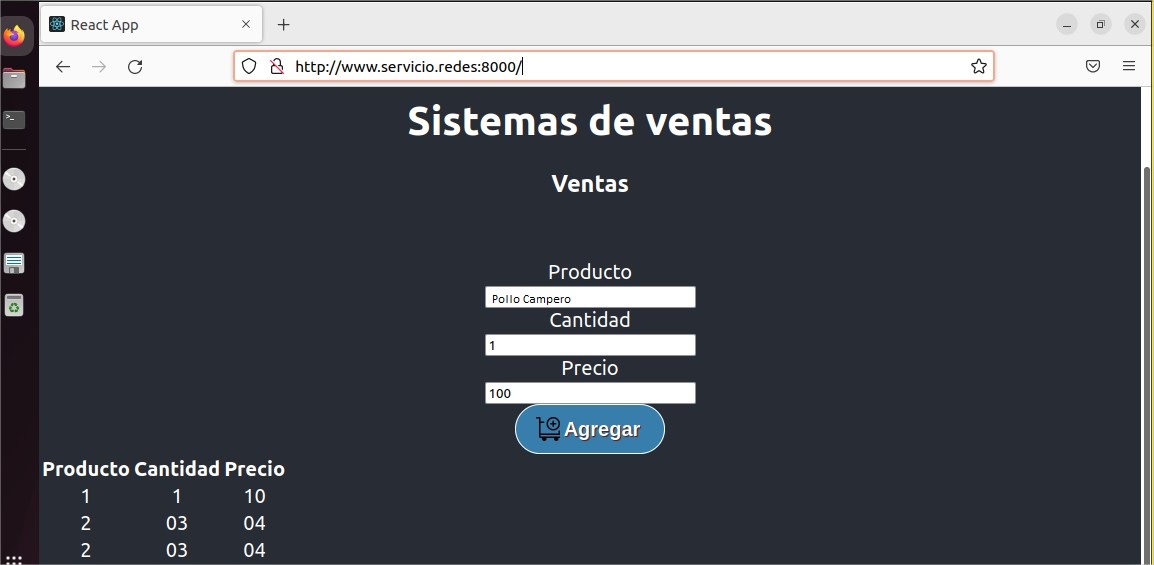 React App
http://www.servicio.redes:8000/
Sistemas de ventas
Ventas
Producto
Pollo Campero
Cantidad
1
Precio
100
Agregar
Producto Cantidad Precio
1 1 10
2 03 04
2 03 04